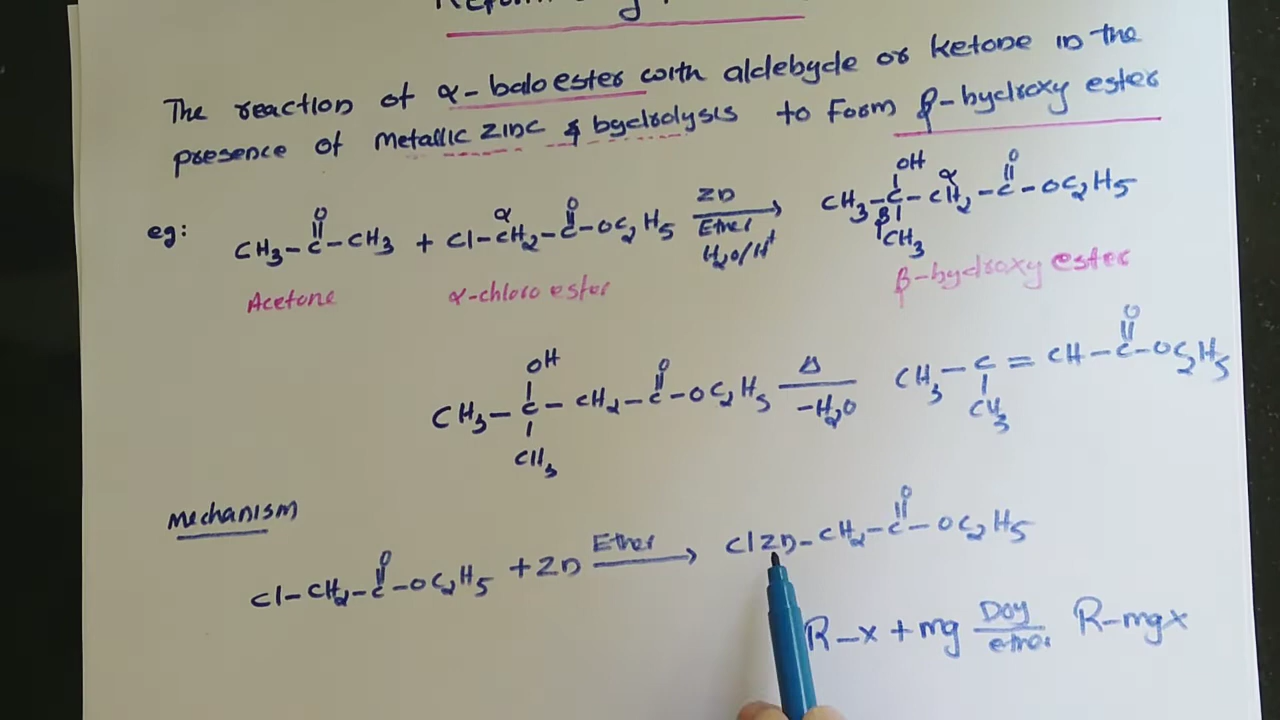 The reaction of α-haloester with aldehyde or ketone in the
presence of metallic zinc & hydrolysis to form β-hydroxy ester
eg: CH3-C(=O)-CH3 + Cl-CH2(α)-C(=O)-OC2H5 Zn Ether H2O/H+ → CH3-C(OH)(CH3)(β)-CH2(α)-C(=O)-OC2H5
Acetone α-chloro ester β-hydroxy ester
CH3-C(OH)(CH3)-CH2-C(=O)-OC2H5 Δ -H2O CH3-C(CH3)=CH-C(=O)-OC2H5
Mechanism
Cl-CH2-C(=O)-OC2H5 + Zn Ether → ClZn-CH2-C(=O)-OC2H5
R-x + mg Dry ether R-mgx